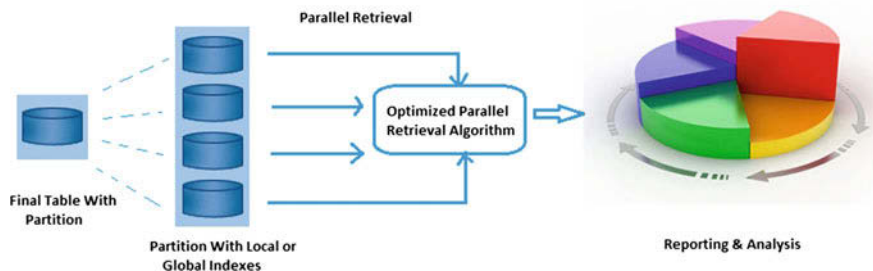 Parallel Retrieval
Optimized Parallel
Retrieval Algorithm
Final Table With
Partition
Partition With Local or
Global Indexes
Reporting & Analysis